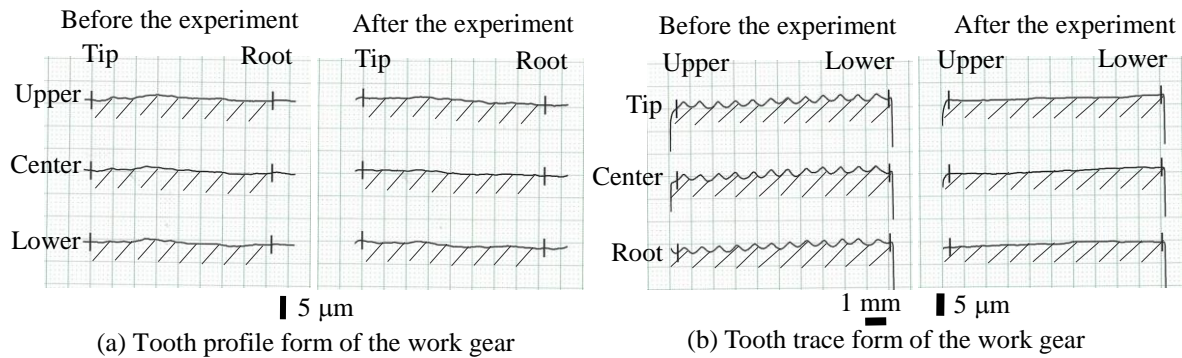 Before the experiment
After the experiment
Tip
Root
Tip
Root
Upper
Center
Lower
5 μm
(a) Tooth profile form of the work gear
Before the experiment
After the experiment
Upper
Lower
Upper
Lower
Tip
Center
Root
1 mm
5 μm
(b) Tooth trace form of the work gear